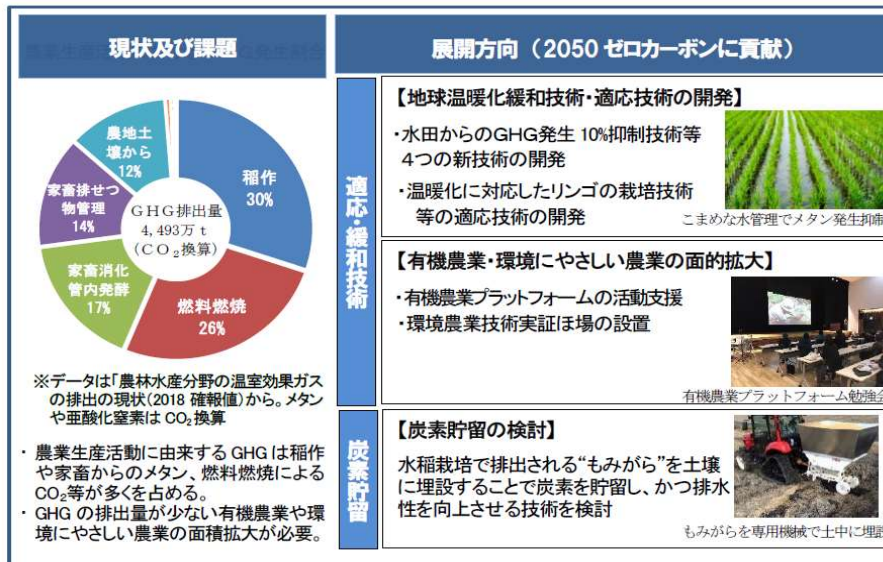 現状及び課題
農地土
壌から
12%
家畜排せつ
物管理
14%
家畜消化
管内発酵
17%
稲作
30%
燃料燃焼
26%
GHG排出量
4,493万t
(CO₂換算)
※データは「農林水産分野の温室効果ガス
の排出の現状(2018 確報値)から。メタン
や亜酸化窒素は CO₂換算
・ 農業生産活動に由来する GHG は稲作
や家畜からのメタン、燃料燃焼による
CO₂等が多くを占める。
・ GHG の排出量が少ない有機農業や環
境にやさしい農業の面積拡大が必要。
展開方向(2050 ゼロカーボンに貢献)
適応・緩和技術
【地球温暖化緩和技術・適応技術の開発】
・水田からのGHG発生 10%抑制技術等
4つの新技術の開発
・温暖化に対応したリンゴの栽培技術
等の適応技術の開発
こまめな水管理でメタン発生抑制
【有機農業・環境にやさしい農業の面的拡大】
・有機農業プラットフォームの活動支援
・環境農業技術実証ほ場の設置
有機農業プラットフォーム勉強会
炭素貯留
【炭素貯留の検討】
水稲栽培で排出される“もみがら”を土壌
に埋設することで炭素を貯留し、かつ排水
性を向上させる技術を検討
もみがらを専用機械で土中に埋設